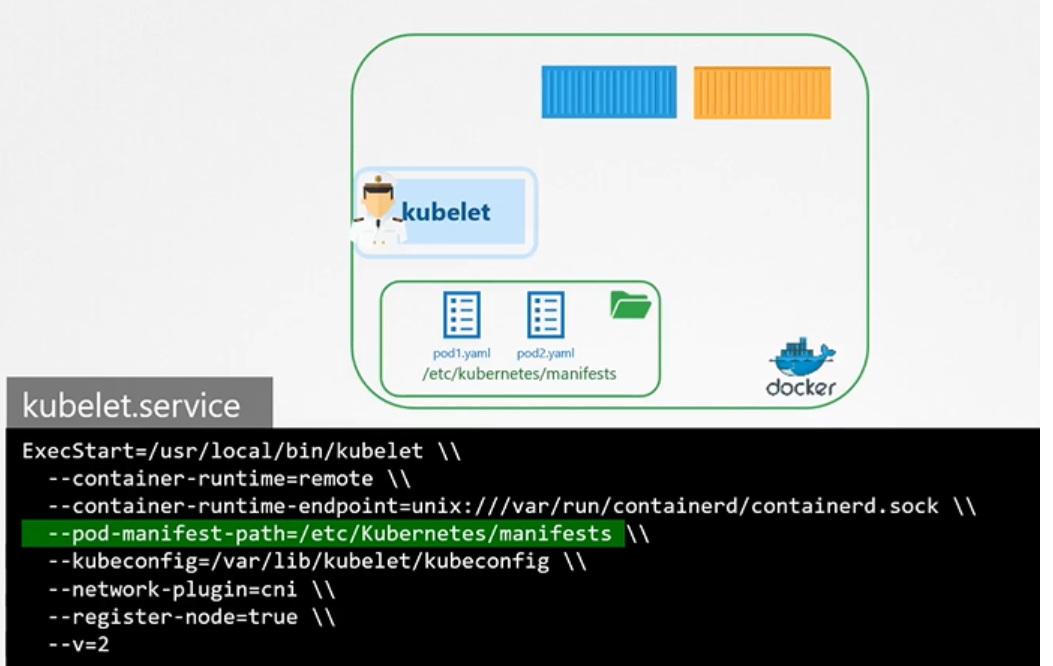 kubelet
pod1.yaml
pod2.yaml
/etc/kubernetes/manifests
docker
kubelet.service
ExecStart=/usr/local/bin/kubelet \\
--container-runtime=remote \\
--container-runtime-endpoint=unix:///var/run/containerd/containerd.sock \\
--pod-manifest-path=/etc/Kubernetes/manifests \\
--kubeconfig=/var/lib/kubelet/kubeconfig \\
--network-plugin=cni \\
--register-node=true \\
--v=2